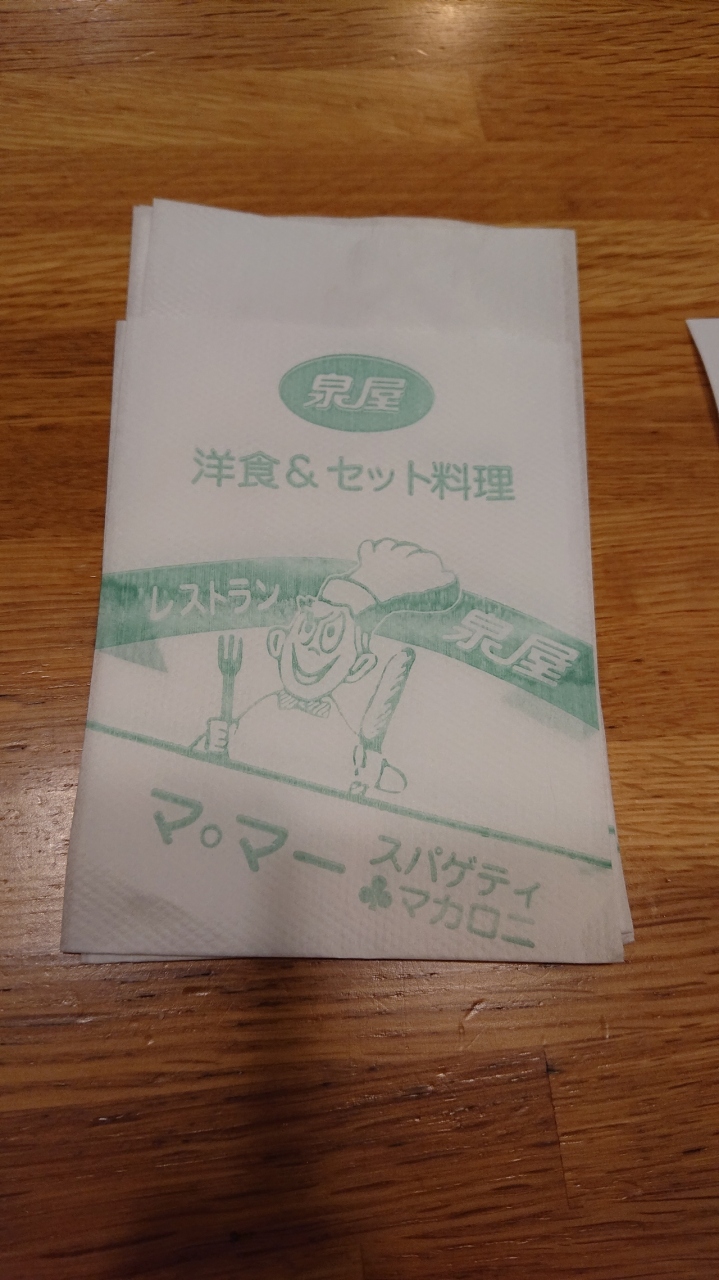 泉屋
洋食&セット料理
レストラン 泉屋
マ・マー スパゲティ
♣マカロニ